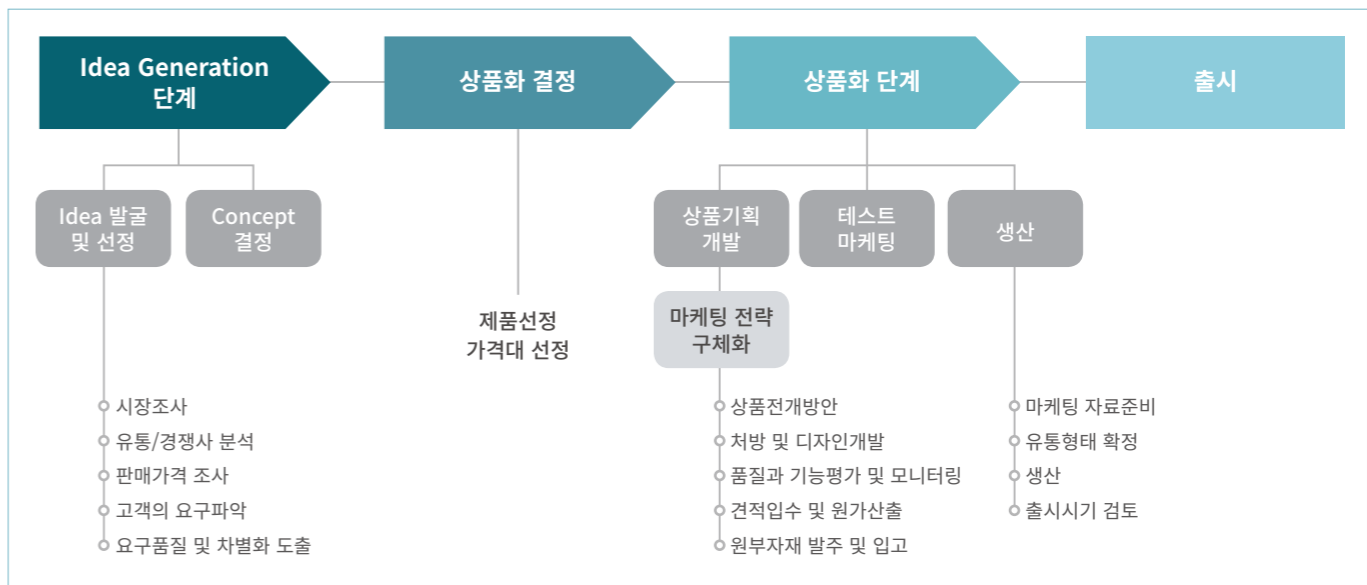 Idea Generation
단계
상품화 결정
상품화 단계
출시
Idea 발굴
및 선정
Concept
결정
상품기획
개발
테스트
마케팅
생산
제품선정
가격대 선정
마케팅 전략
구체화
시장조사
유통/경쟁사 분석
판매가격 조사
고객의 요구파악
요구품질 및 차별화 도출
상품전개방안
처방 및 디자인개발
품질과 기능평가 및 모니터링
견적입수 및 원가산출
원부자재 발주 및 입고
마케팅 자료준비
유통형태 확정
생산
출시시기 검토